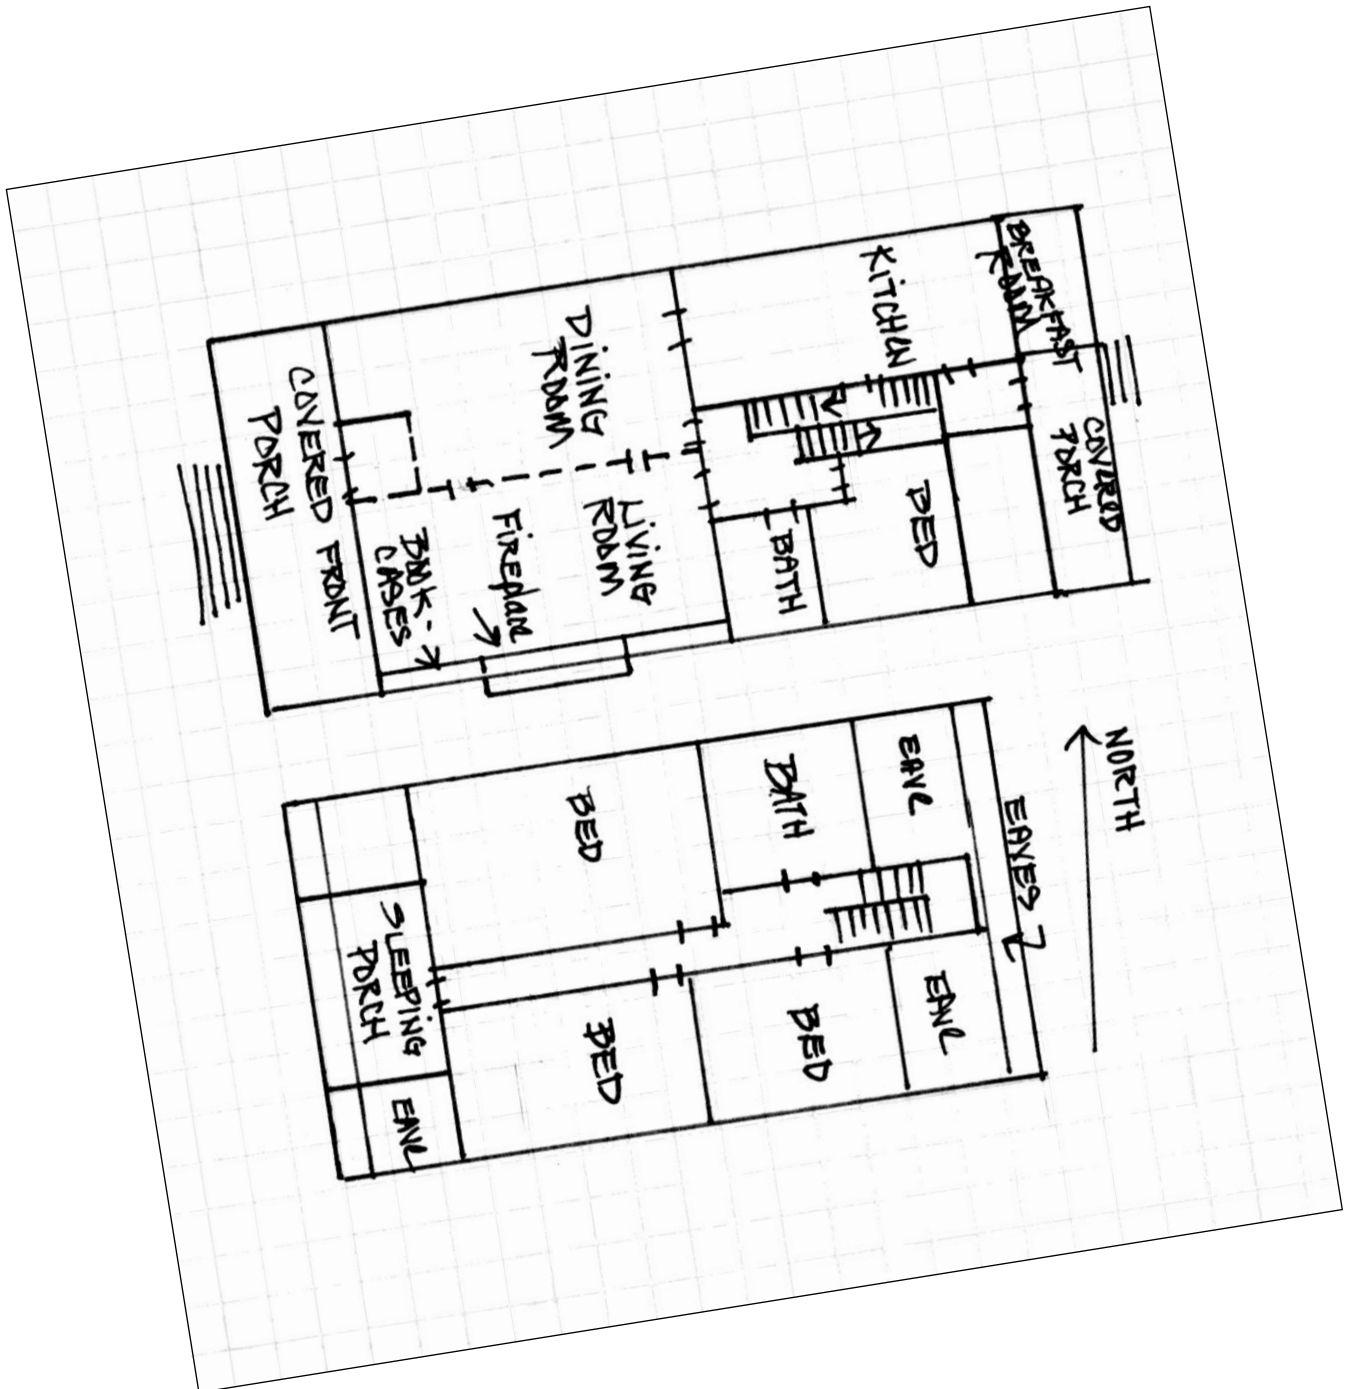 BREAKFAST
ROOM
KITCHEN
COVERED
PORCH
DINING
ROOM
BED
BATH
LIVING
ROOM
FIREPLACE
BOOK-
CASES
COVERED FRONT
PORCH
NORTH
EAVES
EAVE
BATH
BED
EAVE
BED
BED
SLEEPING
PORCH
EAVE